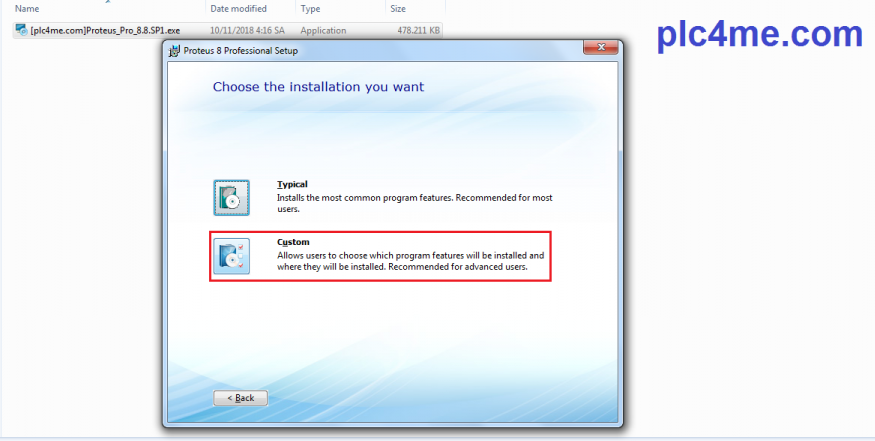 Name Date modified Type Size
[plc4me.com]Proteus_Pro_8.8.SP1.exe 10/11/2018 4:16 SA Application 478.211 KB
plc4me.com
Proteus 8 Professional Setup
Choose the installation you want
Typical
Installs the most common program features. Recommended for most
users.
Custom
Allows users to choose which program features will be installed and
where they will be installed. Recommended for advanced users.
< Back